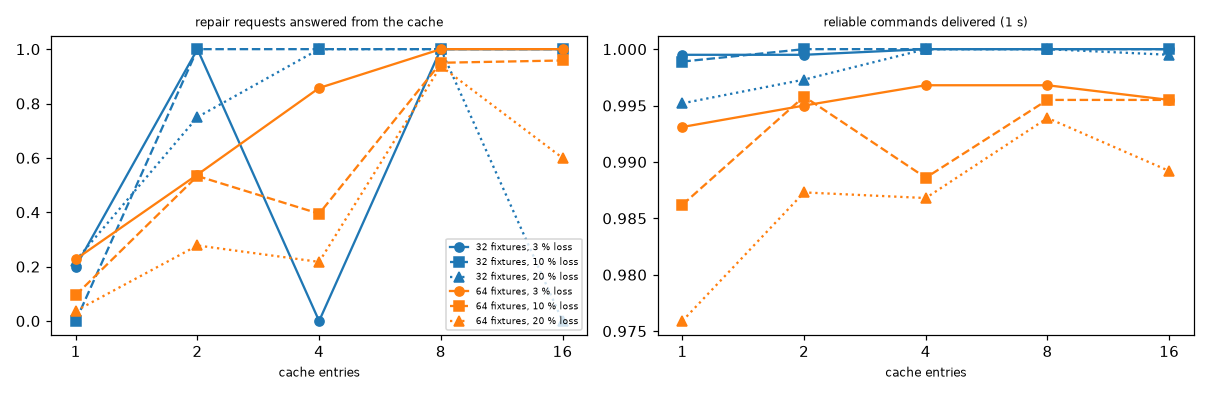 repair requests answered from the cache
1.0
0.8
0.6
0.4
0.2
0.0
1
2
4
8
16
cache entries
32 fixtures, 3 % loss
32 fixtures, 10 % loss
32 fixtures, 20 % loss
64 fixtures, 3 % loss
64 fixtures, 10 % loss
64 fixtures, 20 % loss
reliable commands delivered (1 s)
1.000
0.995
0.990
0.985
0.980
0.975
1
2
4
8
16
cache entries